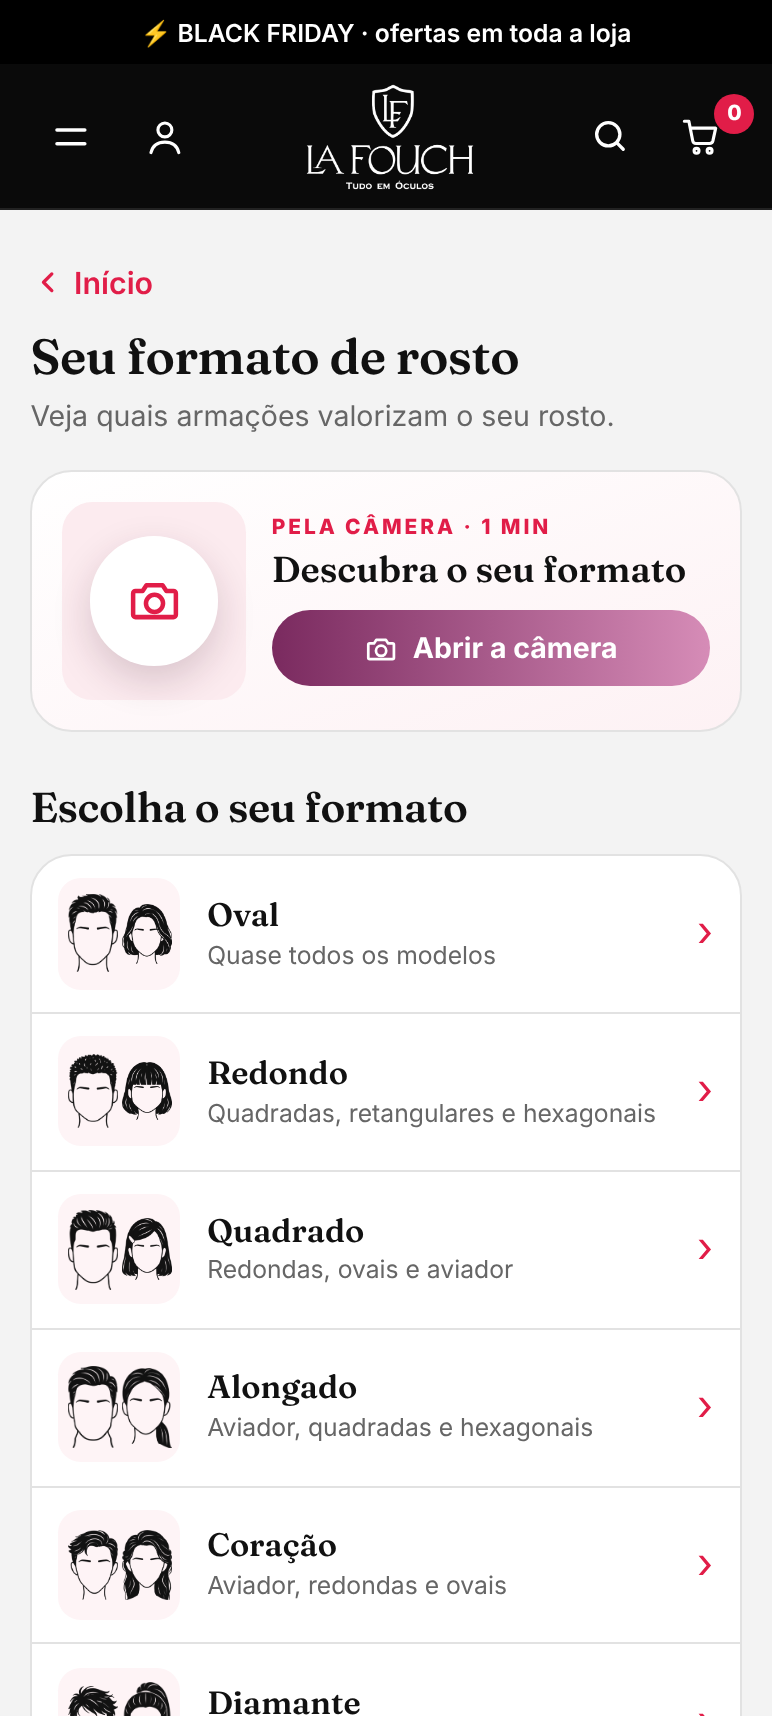 ⚡ BLACK FRIDAY · ofertas em toda a loja
LF
LA FOUCH
Tudo em Óculos
0
Início
Seu formato de rosto
Veja quais armações valorizam o seu rosto.
PELA CÂMERA · 1 MIN
Descubra o seu formato
Abrir a câmera
Escolha o seu formato
Oval
Quase todos os modelos
Redondo
Quadradas, retangulares e hexagonais
Quadrado
Redondas, ovais e aviador
Alongado
Aviador, quadradas e hexagonais
Coração
Aviador, redondas e ovais
Diamante